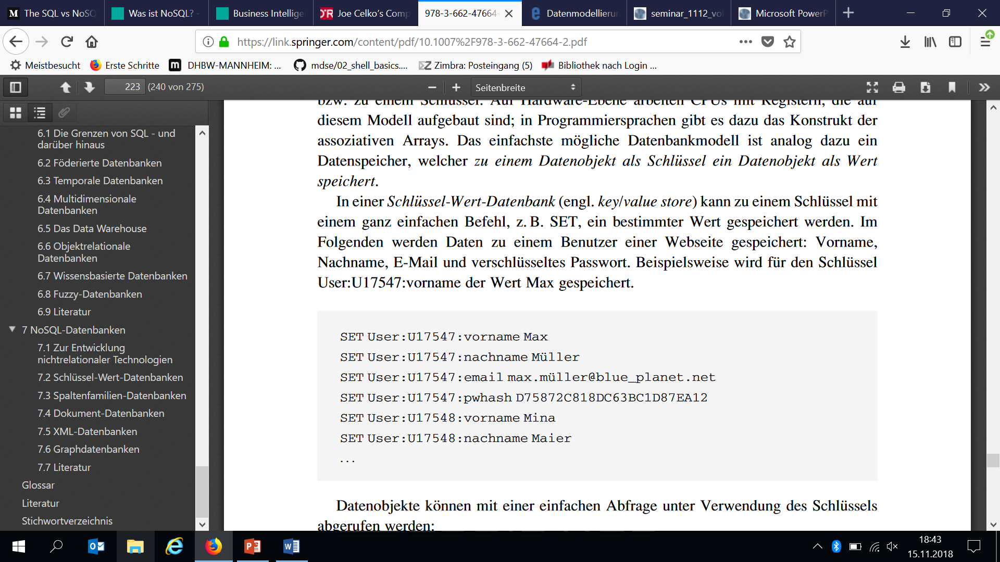 The SQL vs NoSQ
Was ist NoSQL? -
Business Intellige
Joe Celko's Comp
978-3-662-47664-
Datenmodellierun
seminar_1112_vo
Microsoft PowerP
https://link.springer.com/content/pdf/10.1007%2F978-3-662-47664-2.pdf
Meistbesucht
Erste Schritte
DHBW-MANNHEIM: ...
mdse/02_shell_basics....
Zimbra: Posteingang (5)
Bibliothek nach Login ...
223 (240 von 275)
Seitenbreite
6.1 Die Grenzen von SQL - und
darüber hinaus
6.2 Föderierte Datenbanken
6.3 Temporale Datenbanken
6.4 Multidimensionale
Datenbanken
6.5 Das Data Warehouse
6.6 Objektrelationale
Datenbanken
6.7 Wissensbasierte Datenbanken
6.8 Fuzzy-Datenbanken
6.9 Literatur
7 NoSQL-Datenbanken
7.1 Zur Entwicklung
nichtrelationaler Technologien
7.2 Schlüssel-Wert-Datenbanken
7.3 Spaltenfamilien-Datenbanken
7.4 Dokument-Datenbanken
7.5 XML-Datenbanken
7.6 Graphdatenbanken
7.7 Literatur
Glossar
Literatur
Stichwortverzeichnis
bzw. zu einem Schlüssel. Auf Hardware-Ebene arbeiten CPUs mit Registern, die auf
diesem Modell aufgebaut sind; in Programmiersprachen gibt es dazu das Konstrukt der
assoziativen Arrays. Das einfachste mögliche Datenbankmodell ist analog dazu ein
Datenspeicher, welcher zu einem Datenobjekt als Schlüssel ein Datenobjekt als Wert
speichert.
In einer Schlüssel-Wert-Datenbank (engl. key/value store) kann zu einem Schlüssel mit
einem ganz einfachen Befehl, z. B. SET, ein bestimmter Wert gespeichert werden. Im
Folgenden werden Daten zu einem Benutzer einer Webseite gespeichert: Vorname,
Nachname, E-Mail und verschlüsseltes Passwort. Beispielsweise wird für den Schlüssel
User:U17547:vorname der Wert Max gespeichert.
SET User:U17547:vorname Max
SET User:U17547:nachname Müller
SET User:U17547:email max.müller@blue_planet.net
SET User:U17547:pwhash D75872C818DC63BC1D87EA12
SET User:U17548:vorname Mina
SET User:U17548:nachname Maier
...
Datenobjekte können mit einer einfachen Abfrage unter Verwendung des Schlüssels
abgerufen werden:
18:43
15.11.2018